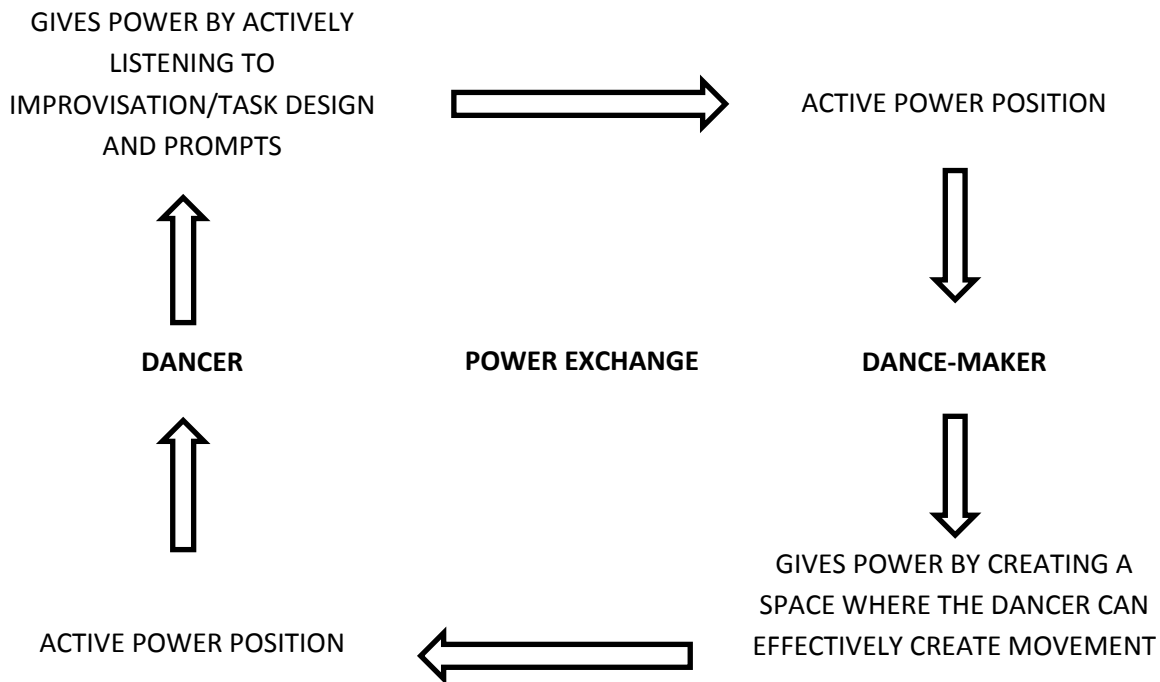 GIVES POWER BY ACTIVELY
LISTENING TO
IMPROVISATION/TASK DESIGN
AND PROMPTS
ACTIVE POWER POSITION
DANCER
POWER EXCHANGE
DANCE-MAKER
ACTIVE POWER POSITION
GIVES POWER BY CREATING A
SPACE WHERE THE DANCER CAN
EFFECTIVELY CREATE MOVEMENT